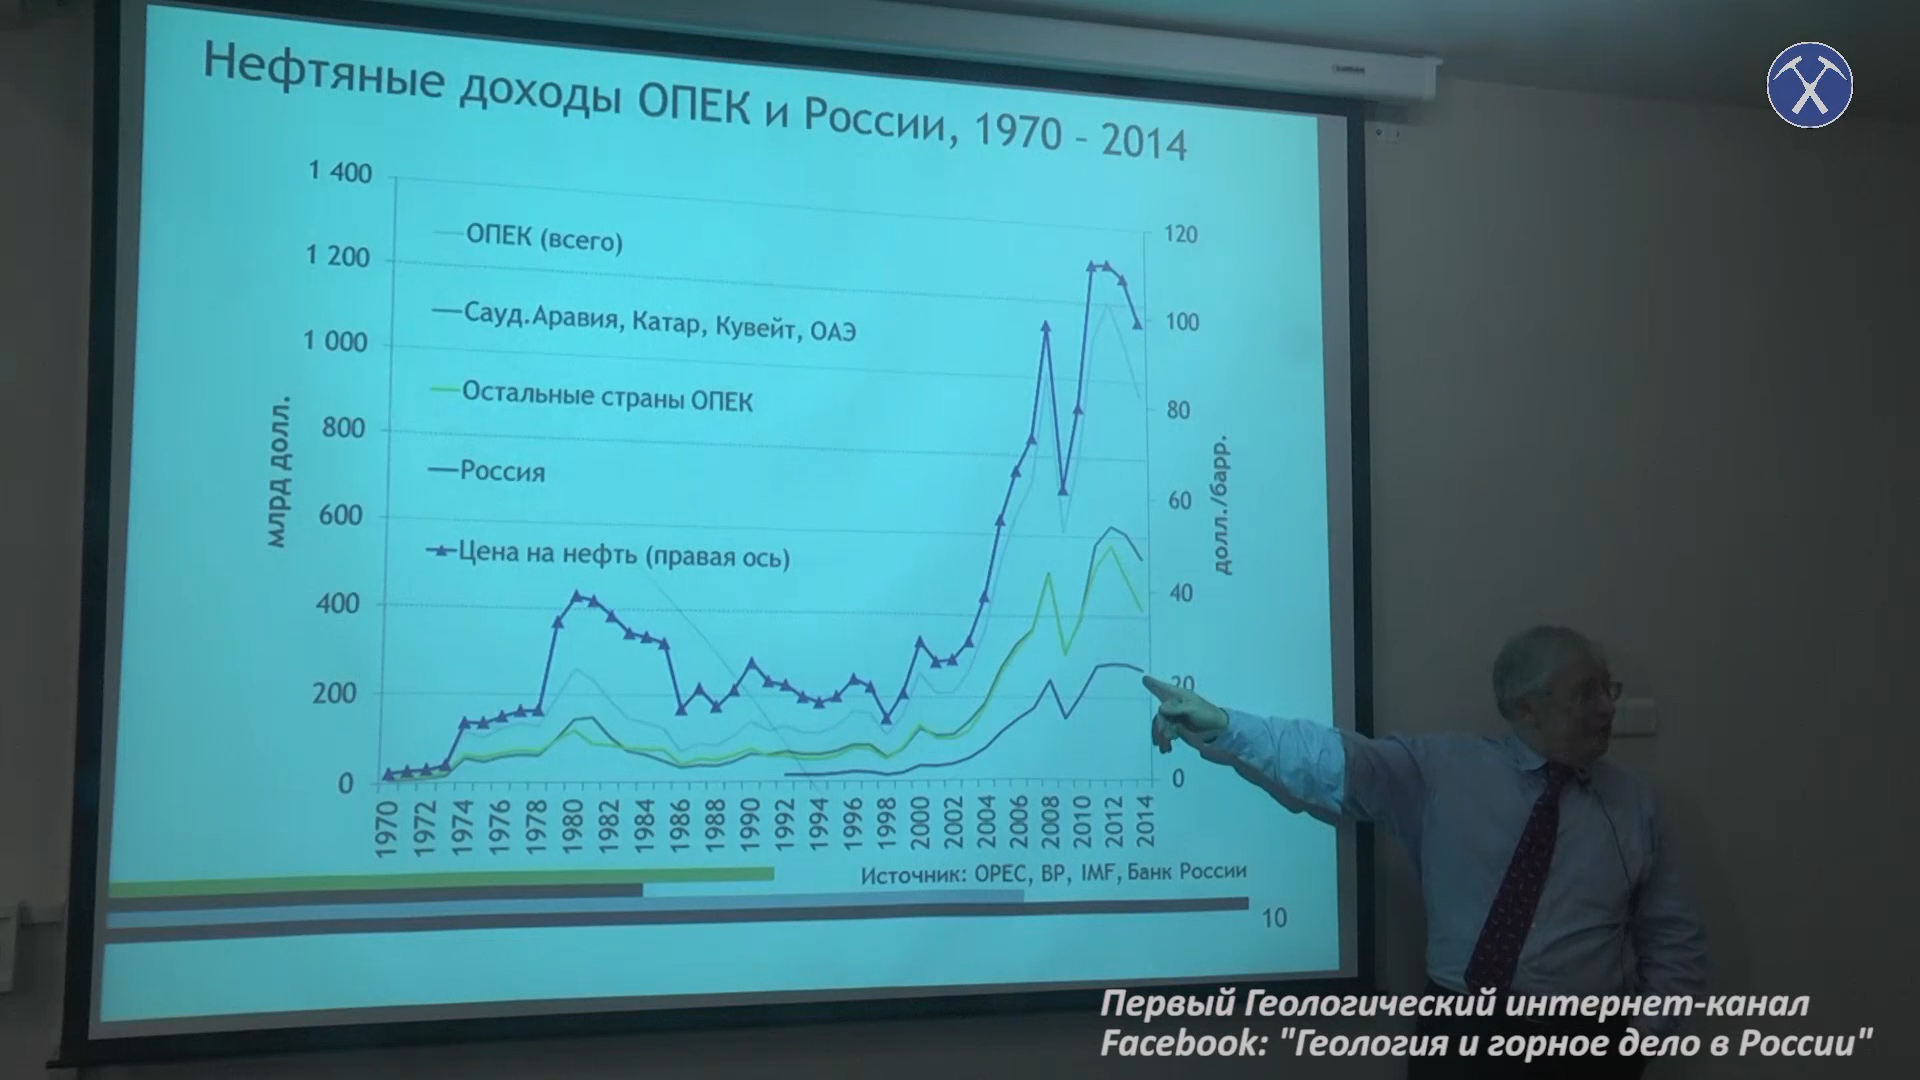 Нефтяные доходы ОПЕК и России, 1970 - 2014
1 400
1 200
1 000
800
600
400
200
0
млрд долл.
ОПЕК (всего)
Сауд.Аравия, Катар, Кувейт, ОАЭ
Остальные страны ОПЕК
Россия
Цена на нефть (правая ось)
120
100
80
60
40
20
0
долл./барр.
1970 1972 1974 1976 1978 1980 1982 1984 1986 1988 1990 1992 1994 1996 1998 2000 2002 2004 2006 2008 2010 2012 2014
Источник: OPEC, BP, IMF, Банк России
10
Первый Геологический интернет-канал
Facebook: "Геология и горное дело в России"